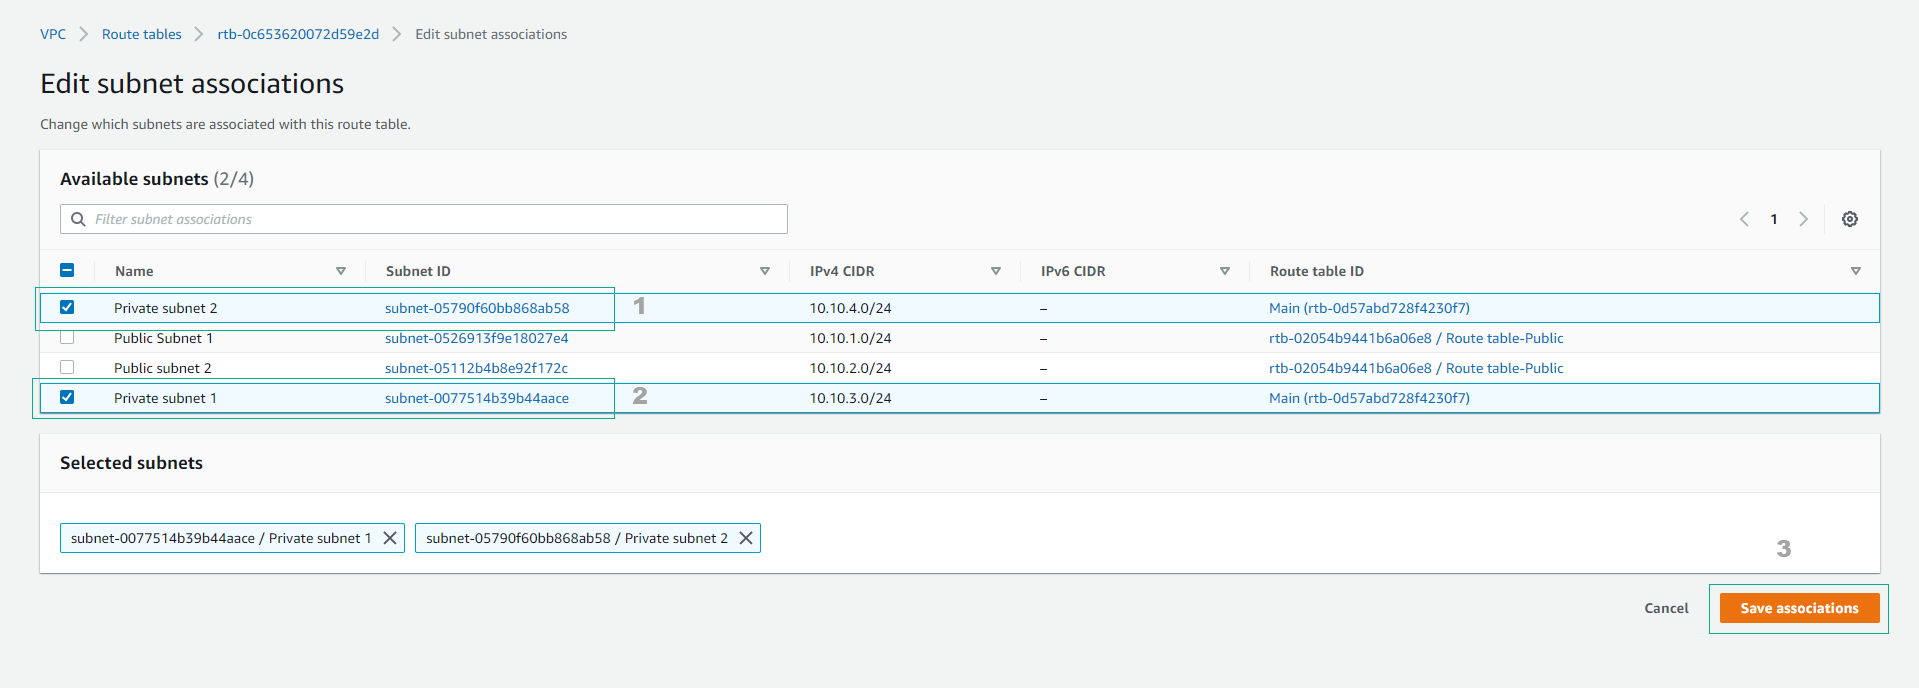 VPC > Route tables > rtb-0c653620072d59e2d > Edit subnet associations
Edit subnet associations
Change which subnets are associated with this route table.
Available subnets (2/4)
Filter subnet associations
1
Name Subnet ID IPv4 CIDR IPv6 CIDR Route table ID
Private subnet 2 subnet-05790f60bb868ab58 1 10.10.4.0/24 – Main (rtb-0d57abd728f4230f7)
Public Subnet 1 subnet-0526913f9e18027e4 10.10.1.0/24 – rtb-02054b9441b6a06e8 / Route table-Public
Public subnet 2 subnet-05112b4b8e92f172c 10.10.2.0/24 – rtb-02054b9441b6a06e8 / Route table-Public
Private subnet 1 subnet-0077514b39b44aace 2 10.10.3.0/24 – Main (rtb-0d57abd728f4230f7)
Selected subnets
subnet-0077514b39b44aace / Private subnet 1 subnet-05790f60bb868ab58 / Private subnet 2
3
Cancel Save associations